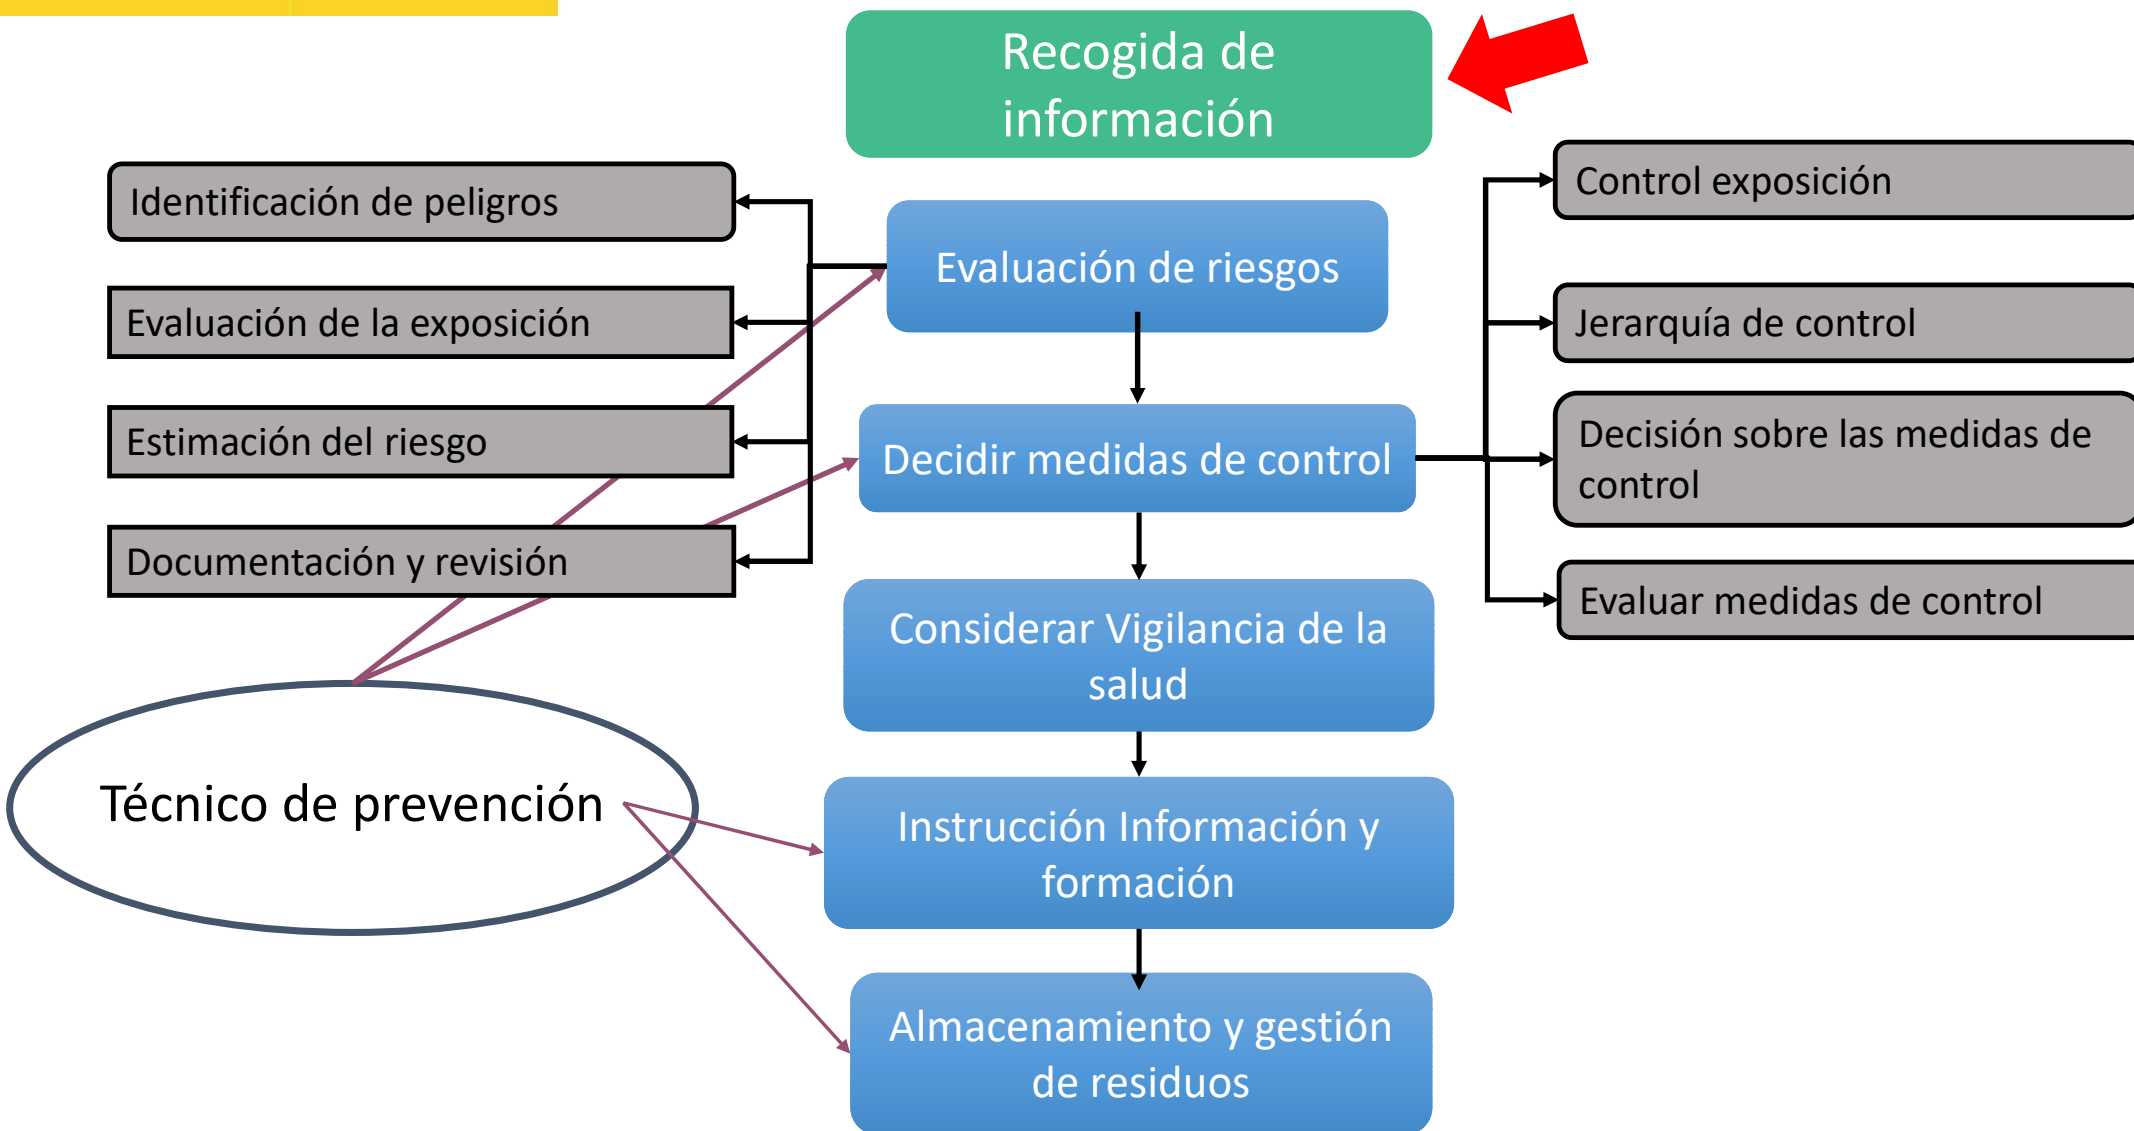 Recogida de
información
Identificación de peligros
Evaluación de la exposición
Estimación del riesgo
Documentación y revisión
Evaluación de riesgos
Decidir medidas de control
Considerar Vigilancia de la
salud
Instrucción Información y
formación
Almacenamiento y gestión
de residuos
Control exposición
Jerarquía de control
Decisión sobre las medidas de
control
Evaluar medidas de control
Técnico de prevención